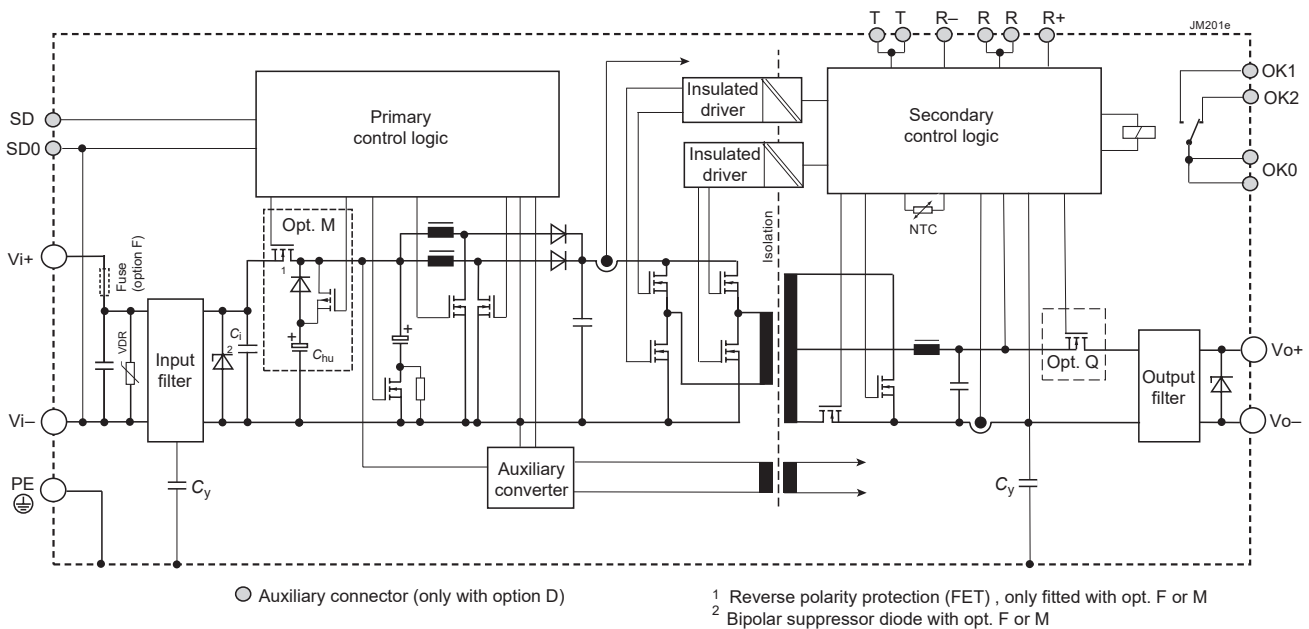 T T R– R R R+
JM201e
OK1
OK2
OK0
SD
SD0
Primary
control logic
Insulated
driver
Insulated
driver
Secondary
control logic
Isolation
NTC
Opt. M
1
Vi+
Fuse
(option F)
VDR
Input
filter
2
Ci
+
Chu
+
Opt. Q
Output
filter
Vo+
Vo–
Vi–
PE
Cy
Auxiliary
converter
Cy
Auxiliary connector (only with option D)
1 Reverse polarity protection (FET) , only fitted with opt. F or M
2 Bipolar suppressor diode with opt. F or M